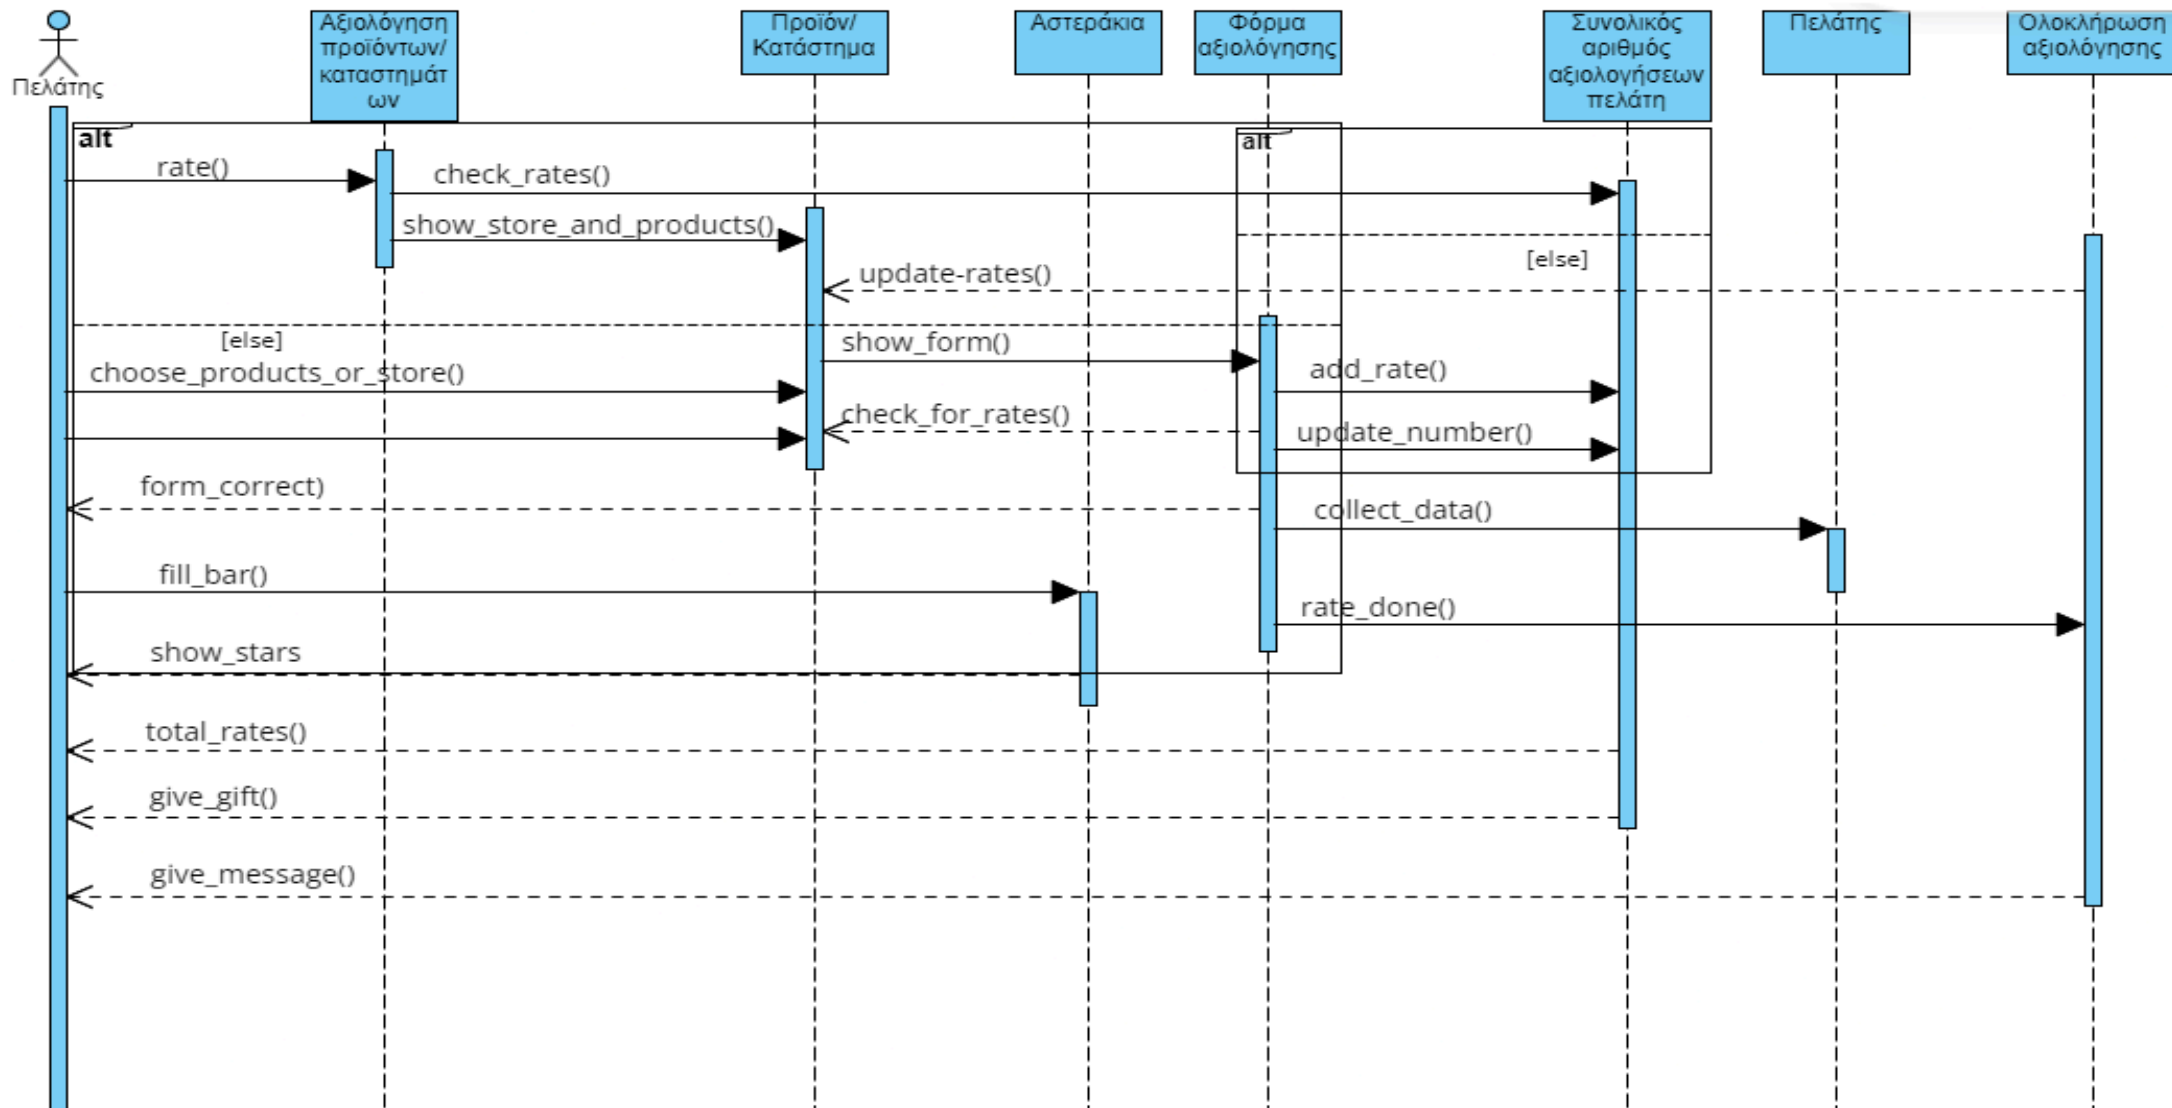 Πελάτης
Αξιολόγηση
προϊόντων/
καταστημάτ
ων
Προϊόν/
Κατάστημα
Αστεράκια
Φόρμα
αξιολόγησης
Συνολικός
αριθμός
αξιολογήσεων
πελάτη
Πελάτης
Ολοκλήρωση
αξιολόγησης
alt
alt
rate()
check_rates()
show_store_and_products()
[else]
update-rates()
[else]
show_form()
choose_products_or_store()
add_rate()
check_for_rates()
update_number()
form_correct)
collect_data()
fill_bar()
rate_done()
show_stars
total_rates()
give_gift()
give_message()